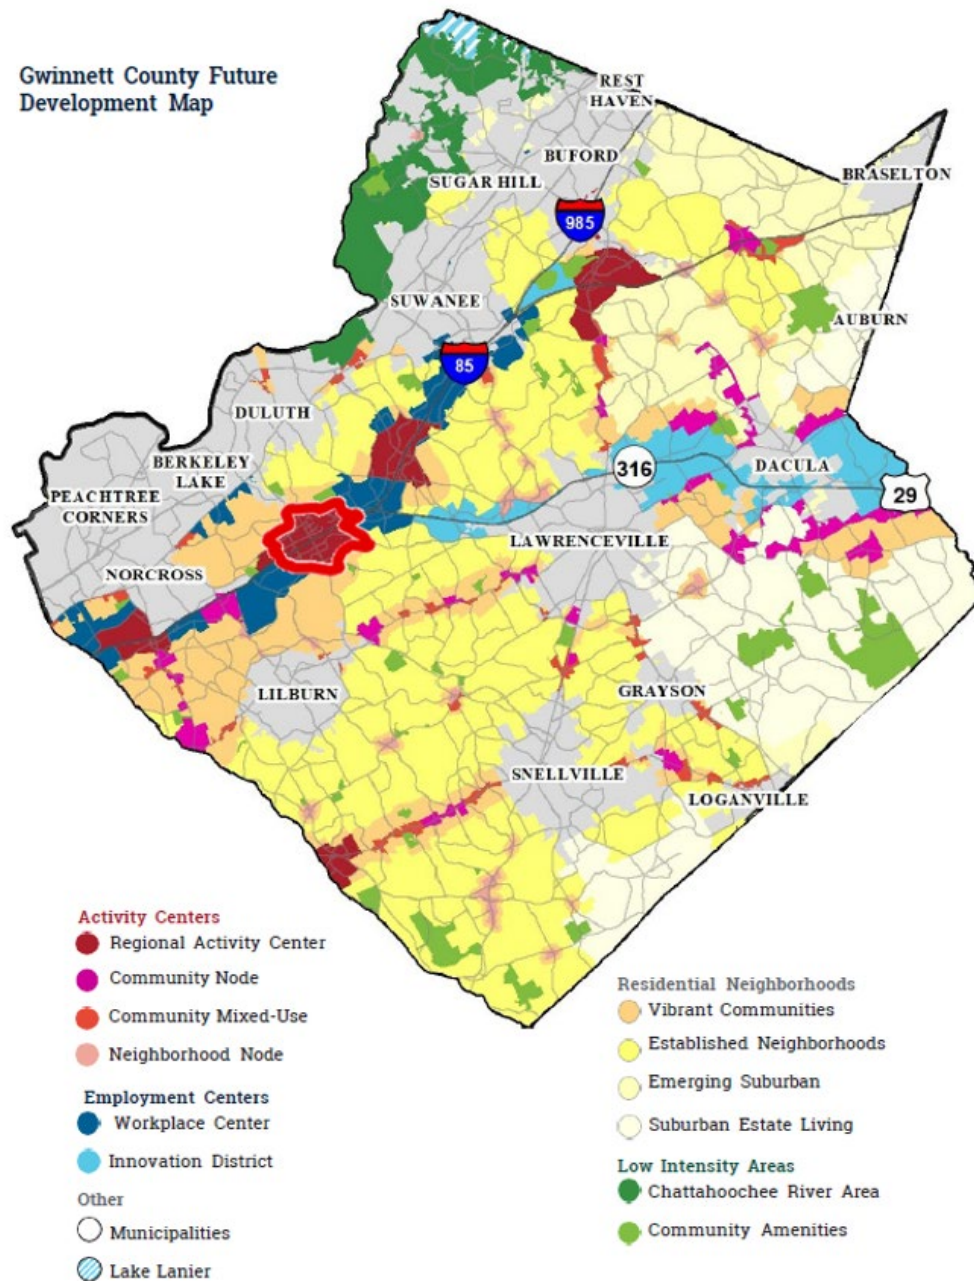 Gwinnett County Future
Development Map
REST
HAVEN
BUFORD
BRASELTON
SUGAR HILL
985
SUWANEE
AUBURN
85
DULUTH
BERKELEY
LAKE
316
DACULA
PEACHTREE
CORNERS
29
LAWRENCEVILLE
NORCROSS
LILBURN
GRAYSON
SNELLVILLE
LOGANVILLE
Activity Centers
Regional Activity Center
Community Node
Community Mixed-Use
Neighborhood Node
Employment Centers
Workplace Center
Innovation District
Other
Municipalities
Lake Lanier
Residential Neighborhoods
Vibrant Communities
Established Neighborhoods
Emerging Suburban
Suburban Estate Living
Low Intensity Areas
Chattahoochee River Area
Community Amenities